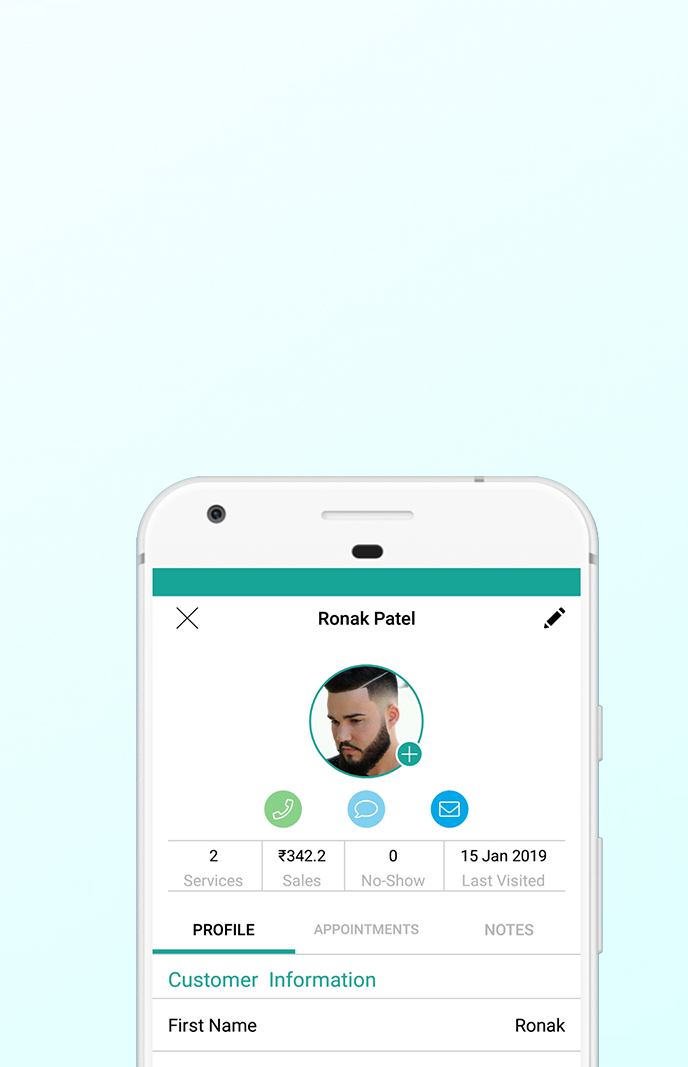 Ronak Patel
2 ₹342.2 0 15 Jan 2019
Services Sales No-Show Last Visited
PROFILE APPOINTMENTS NOTES
Customer Information
First Name Ronak